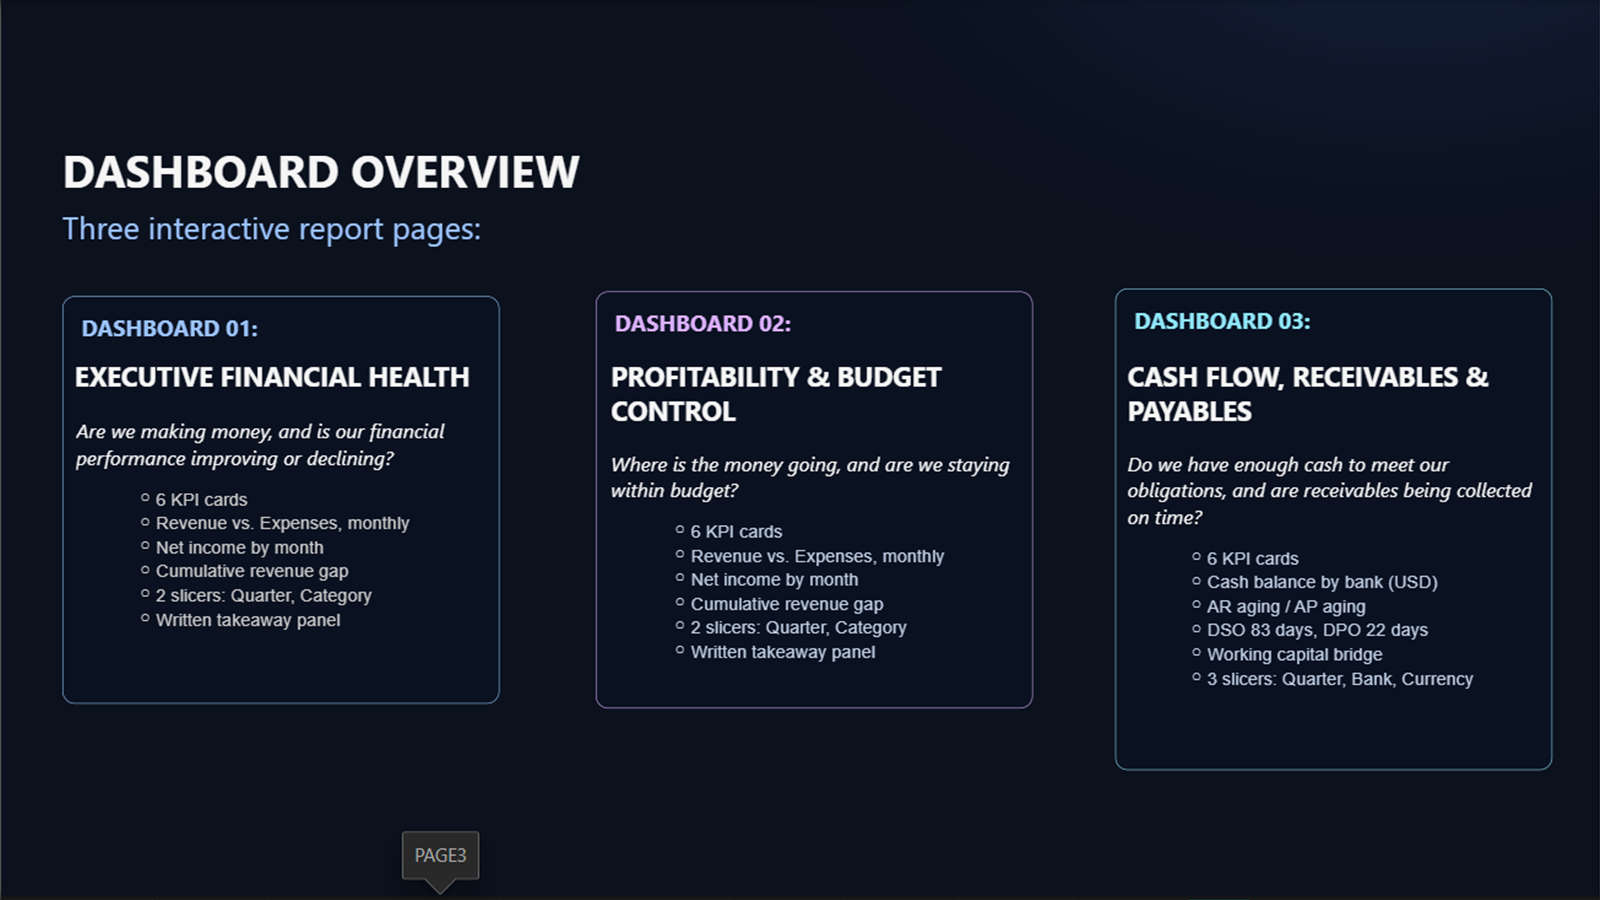 DASHBOARD OVERVIEW
Three interactive report pages:
DASHBOARD 01:
EXECUTIVE FINANCIAL HEALTH
Are we making money, and is our financial
performance improving or declining?
6 KPI cards
Revenue vs. Expenses, monthly
Net income by month
Cumulative revenue gap
2 slicers: Quarter, Category
Written takeaway panel
DASHBOARD 02:
PROFITABILITY & BUDGET
CONTROL
Where is the money going, and are we staying
within budget?
6 KPI cards
Revenue vs. Expenses, monthly
Net income by month
Cumulative revenue gap
2 slicers: Quarter, Category
Written takeaway panel
DASHBOARD 03:
CASH FLOW, RECEIVABLES &
PAYABLES
Do we have enough cash to meet our
obligations, and are receivables being collected
on time?
6 KPI cards
Cash balance by bank (USD)
AR aging / AP aging
DSO 83 days, DPO 22 days
Working capital bridge
3 slicers: Quarter, Bank, Currency
PAGE3